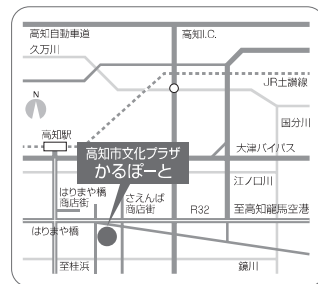 高知自動車道
高知I.C.
久万川
JR土讃線
N
国分川
高知駅
高知市文化プラザ
かるぽーと
大津バイパス
江ノ口川
はりまや橋
商店街
さえんば
商店街
R32
至高知龍馬空港
はりまや橋
至桂浜
鏡川